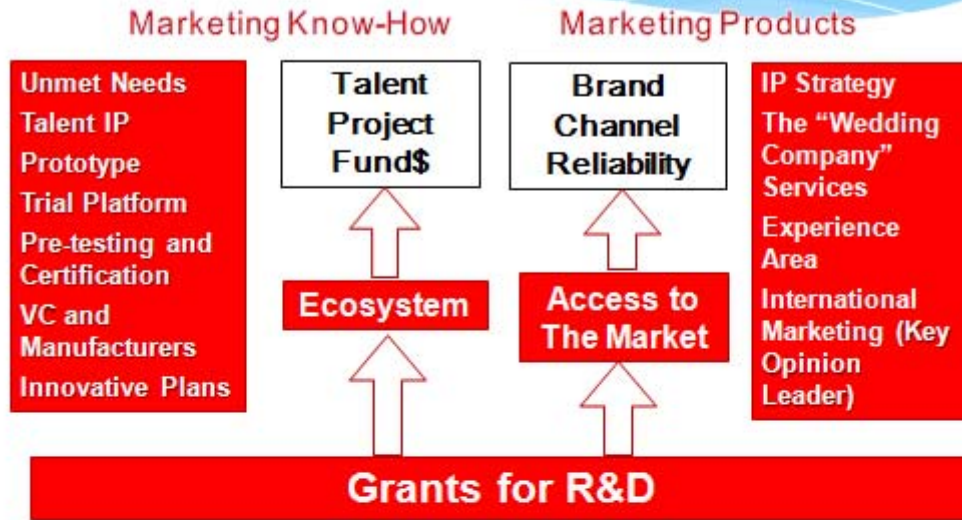 Marketing Know-How
Marketing Products
Unmet Needs
Talent IP
Prototype
Trial Platform
Pre-testing and
Certification
VC and
Manufacturers
Innovative Plans
Talent
Project
Fund$
Brand
Channel
Reliability
IP Strategy
The “Wedding
Company”
Services
Experience
Area
International
Marketing (Key
Opinion
Leader)
Ecosystem
Access to
The Market
Grants for R&D